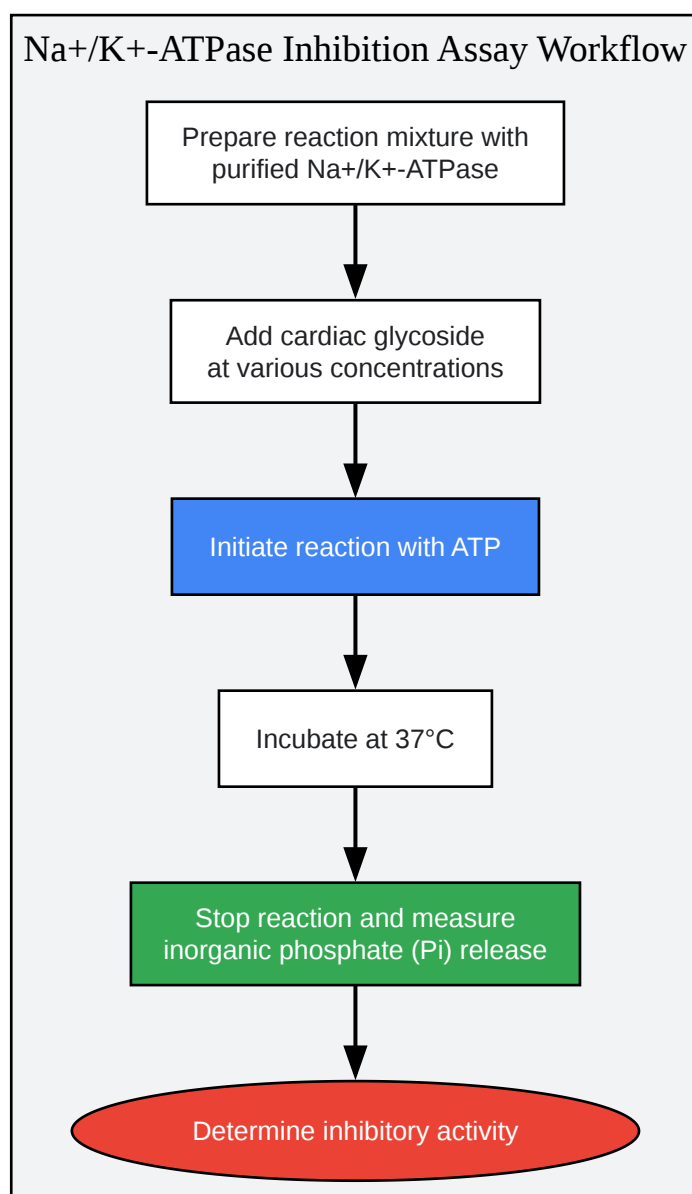 Na+/K+-ATPase Inhibition Assay Workflow
Prepare reaction mixture with
purified Na+/K+-ATPase
Add cardiac glycoside
at various concentrations
Initiate reaction with ATP
Incubate at 37°C
Stop reaction and measure
inorganic phosphate (Pi) release
Determine inhibitory activity